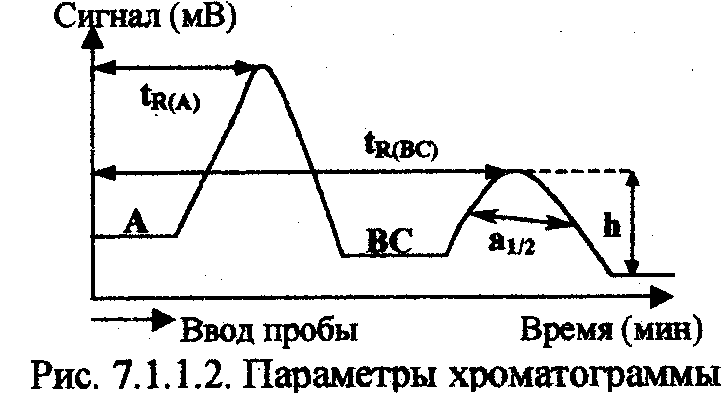 Сигнал (мВ)
tR(A)
tR(BC)
A
BC
a1/2
h
Ввод пробы
Время (мин)
Рис. 7.1.1.2. Параметры хроматограммы